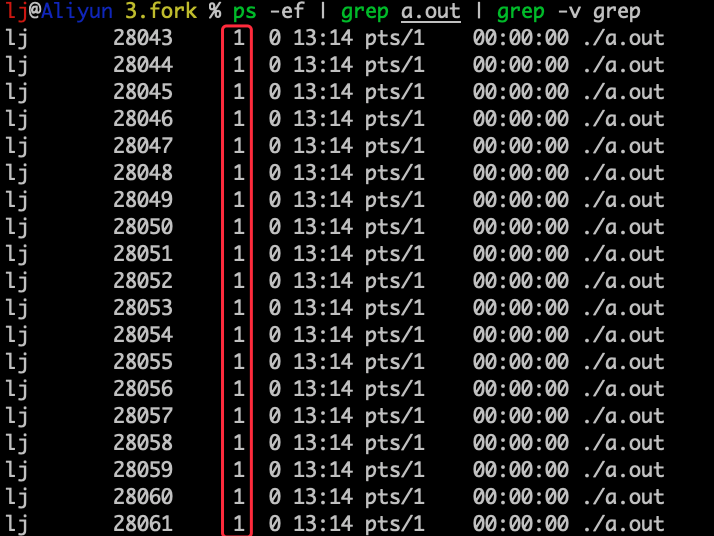 lj@Aliyun 3.fork % ps -ef | grep a.out | grep -v grep
lj 28043 1 0 13:14 pts/1 00:00:00 ./a.out
lj 28044 1 0 13:14 pts/1 00:00:00 ./a.out
lj 28045 1 0 13:14 pts/1 00:00:00 ./a.out
lj 28046 1 0 13:14 pts/1 00:00:00 ./a.out
lj 28047 1 0 13:14 pts/1 00:00:00 ./a.out
lj 28048 1 0 13:14 pts/1 00:00:00 ./a.out
lj 28049 1 0 13:14 pts/1 00:00:00 ./a.out
lj 28050 1 0 13:14 pts/1 00:00:00 ./a.out
lj 28051 1 0 13:14 pts/1 00:00:00 ./a.out
lj 28052 1 0 13:14 pts/1 00:00:00 ./a.out
lj 28053 1 0 13:14 pts/1 00:00:00 ./a.out
lj 28054 1 0 13:14 pts/1 00:00:00 ./a.out
lj 28055 1 0 13:14 pts/1 00:00:00 ./a.out
lj 28056 1 0 13:14 pts/1 00:00:00 ./a.out
lj 28057 1 0 13:14 pts/1 00:00:00 ./a.out
lj 28058 1 0 13:14 pts/1 00:00:00 ./a.out
lj 28059 1 0 13:14 pts/1 00:00:00 ./a.out
lj 28060 1 0 13:14 pts/1 00:00:00 ./a.out
lj 28061 1 0 13:14 pts/1 00:00:00 ./a.out